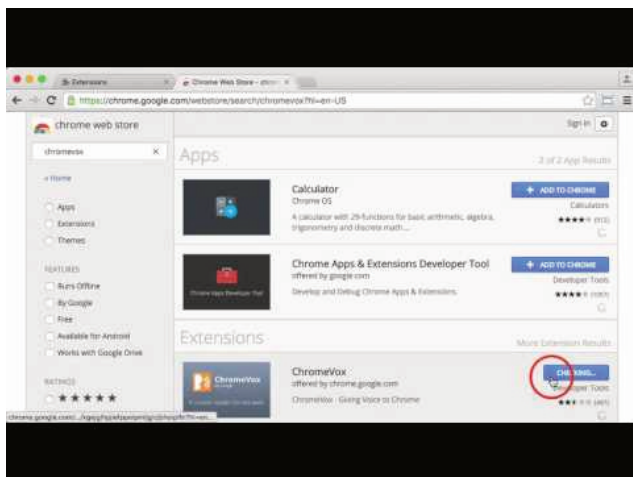 Extensions
Chrome Web Store - chrom
https://chrome.google.com/webstore/search/chromevox?hl=en-US
chrome web store
Sign in
chromevox
Apps
2 of 2 App Results
« Home
Apps
Extensions
Themes
Calculator
Chrome OS
A calculator with 29-functions for basic arithmetic, algebra,
trigonometry and discrete math...
+ ADD TO CHROME
Calculators
FEATURES
Runs Offline
By Google
Free
Available for Android
Works with Google Drive
Chrome Apps Developer Tool
Chrome Apps & Extensions Developer Tool
offered by google.com
Develop and Debug Chrome Apps & Extensions.
+ ADD TO CHROME
Developer Tools
Extensions
More Extension Results
RATINGS
ChromeVox
ChromeVox
offered by chrome.google.com
ChromeVox - Giving Voice to Chrome
CHECKING...
Developer Tools